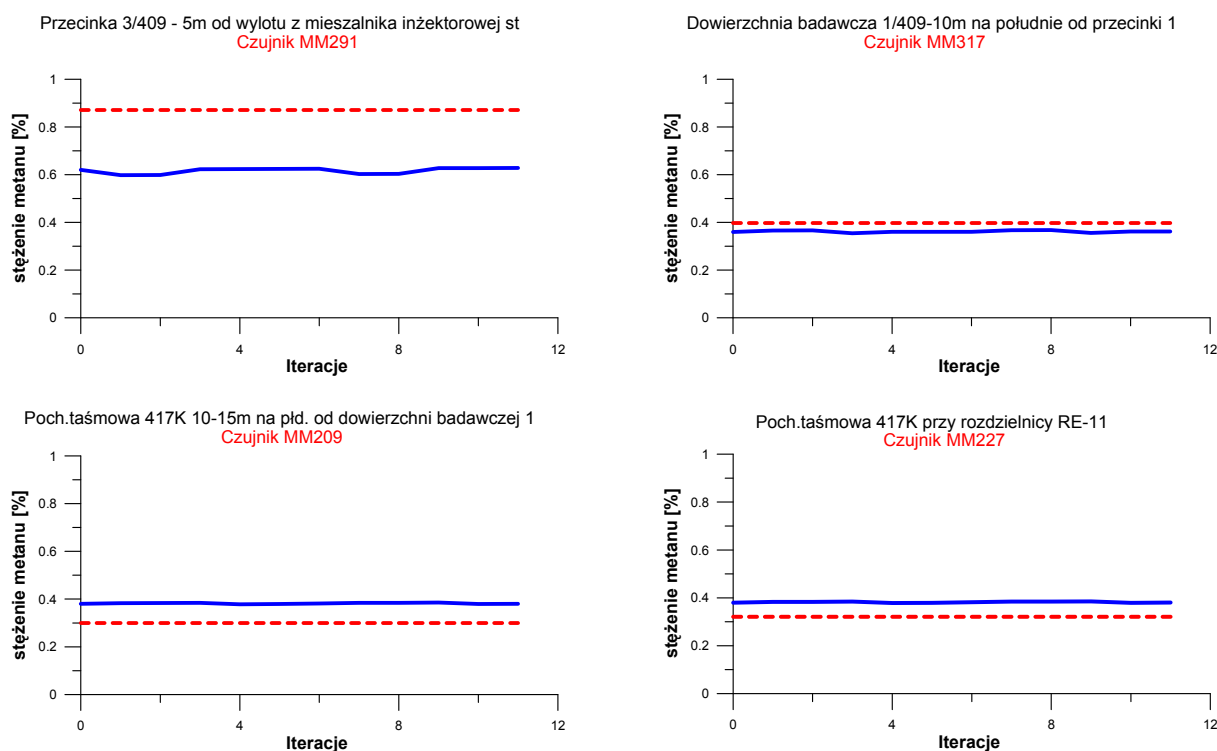 Przecinka 3/409 - 5m od wylotu z mieszalnika inżektorowej st
Czujnik MM291
stężenie metanu [%]
1
0.8
0.6
0.4
0.2
0
0 4 8 12
Iteracje
Dowierzchnia badawcza 1/409-10m na południe od przecinki 1
Czujnik MM317
stężenie metanu [%]
1
0.8
0.6
0.4
0.2
0
0 4 8 12
Iteracje
Poch.taśmowa 417K 10-15m na płd. od dowierzchni badawczej 1
Czujnik MM209
stężenie metanu [%]
1
0.8
0.6
0.4
0.2
0
0 4 8 12
Iteracje
Poch.taśmowa 417K przy rozdzielnicy RE-11
Czujnik MM227
stężenie metanu [%]
1
0.8
0.6
0.4
0.2
0
0 4 8 12
Iteracje